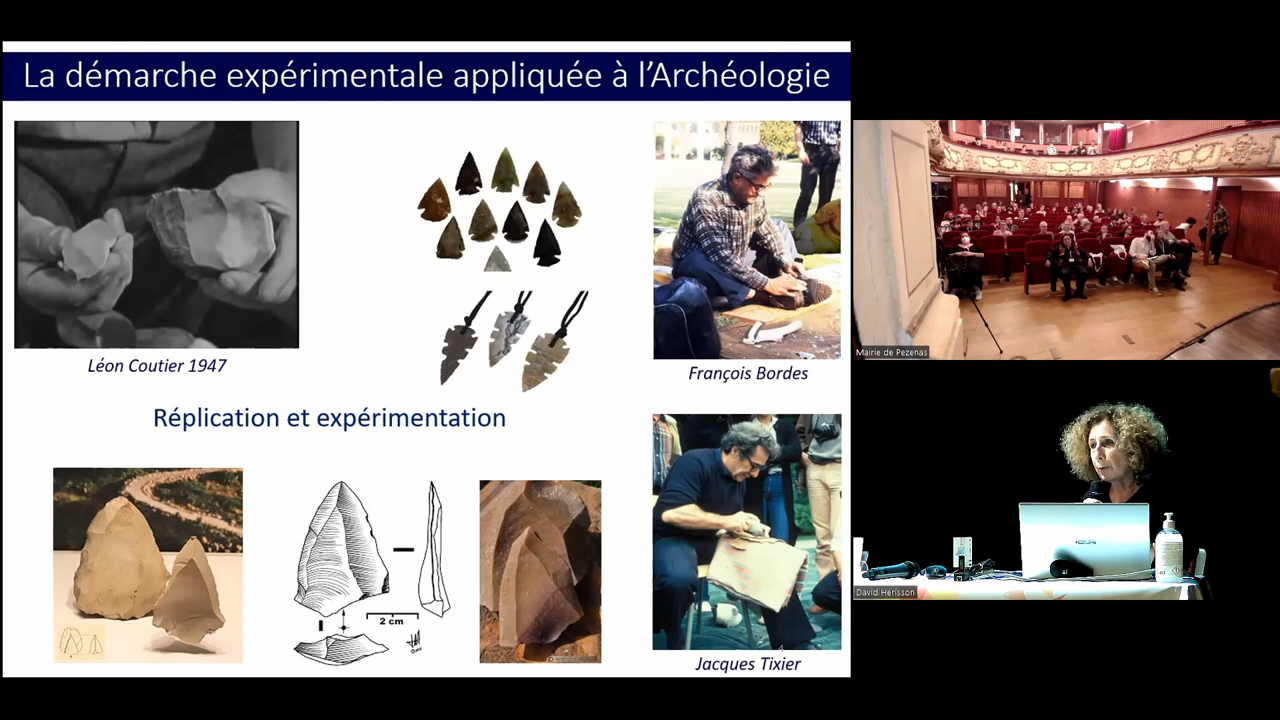 La démarche expérimentale appliquée à l'Archéologie
Léon Coutier 1947
François Bordes
Réplication et expérimentation
2 cm
Jacques Tixier
Mairie de Pezenas
ASUS
David Hérisson